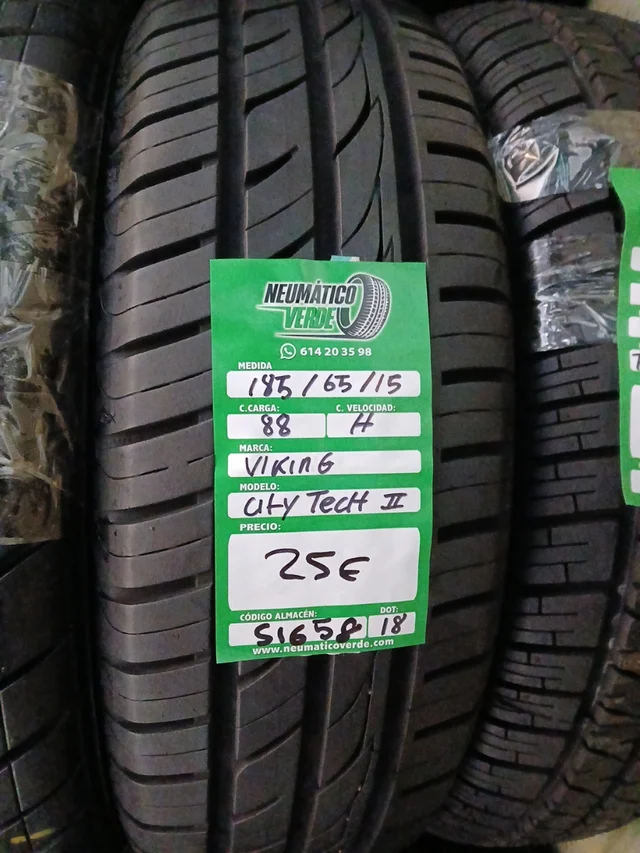 NEUMÁTICO
VERDE
614 20 35 98
MEDIDA
185/65/15
C.CARGA: C. VELOCIDAD:
88 H
MARCA:
VIKING
MODELO:
City TecH II
PRECIO:
25€
CÓDIGO ALMACÉN: DOT:
S1658 18
www.neumaticoverde.com